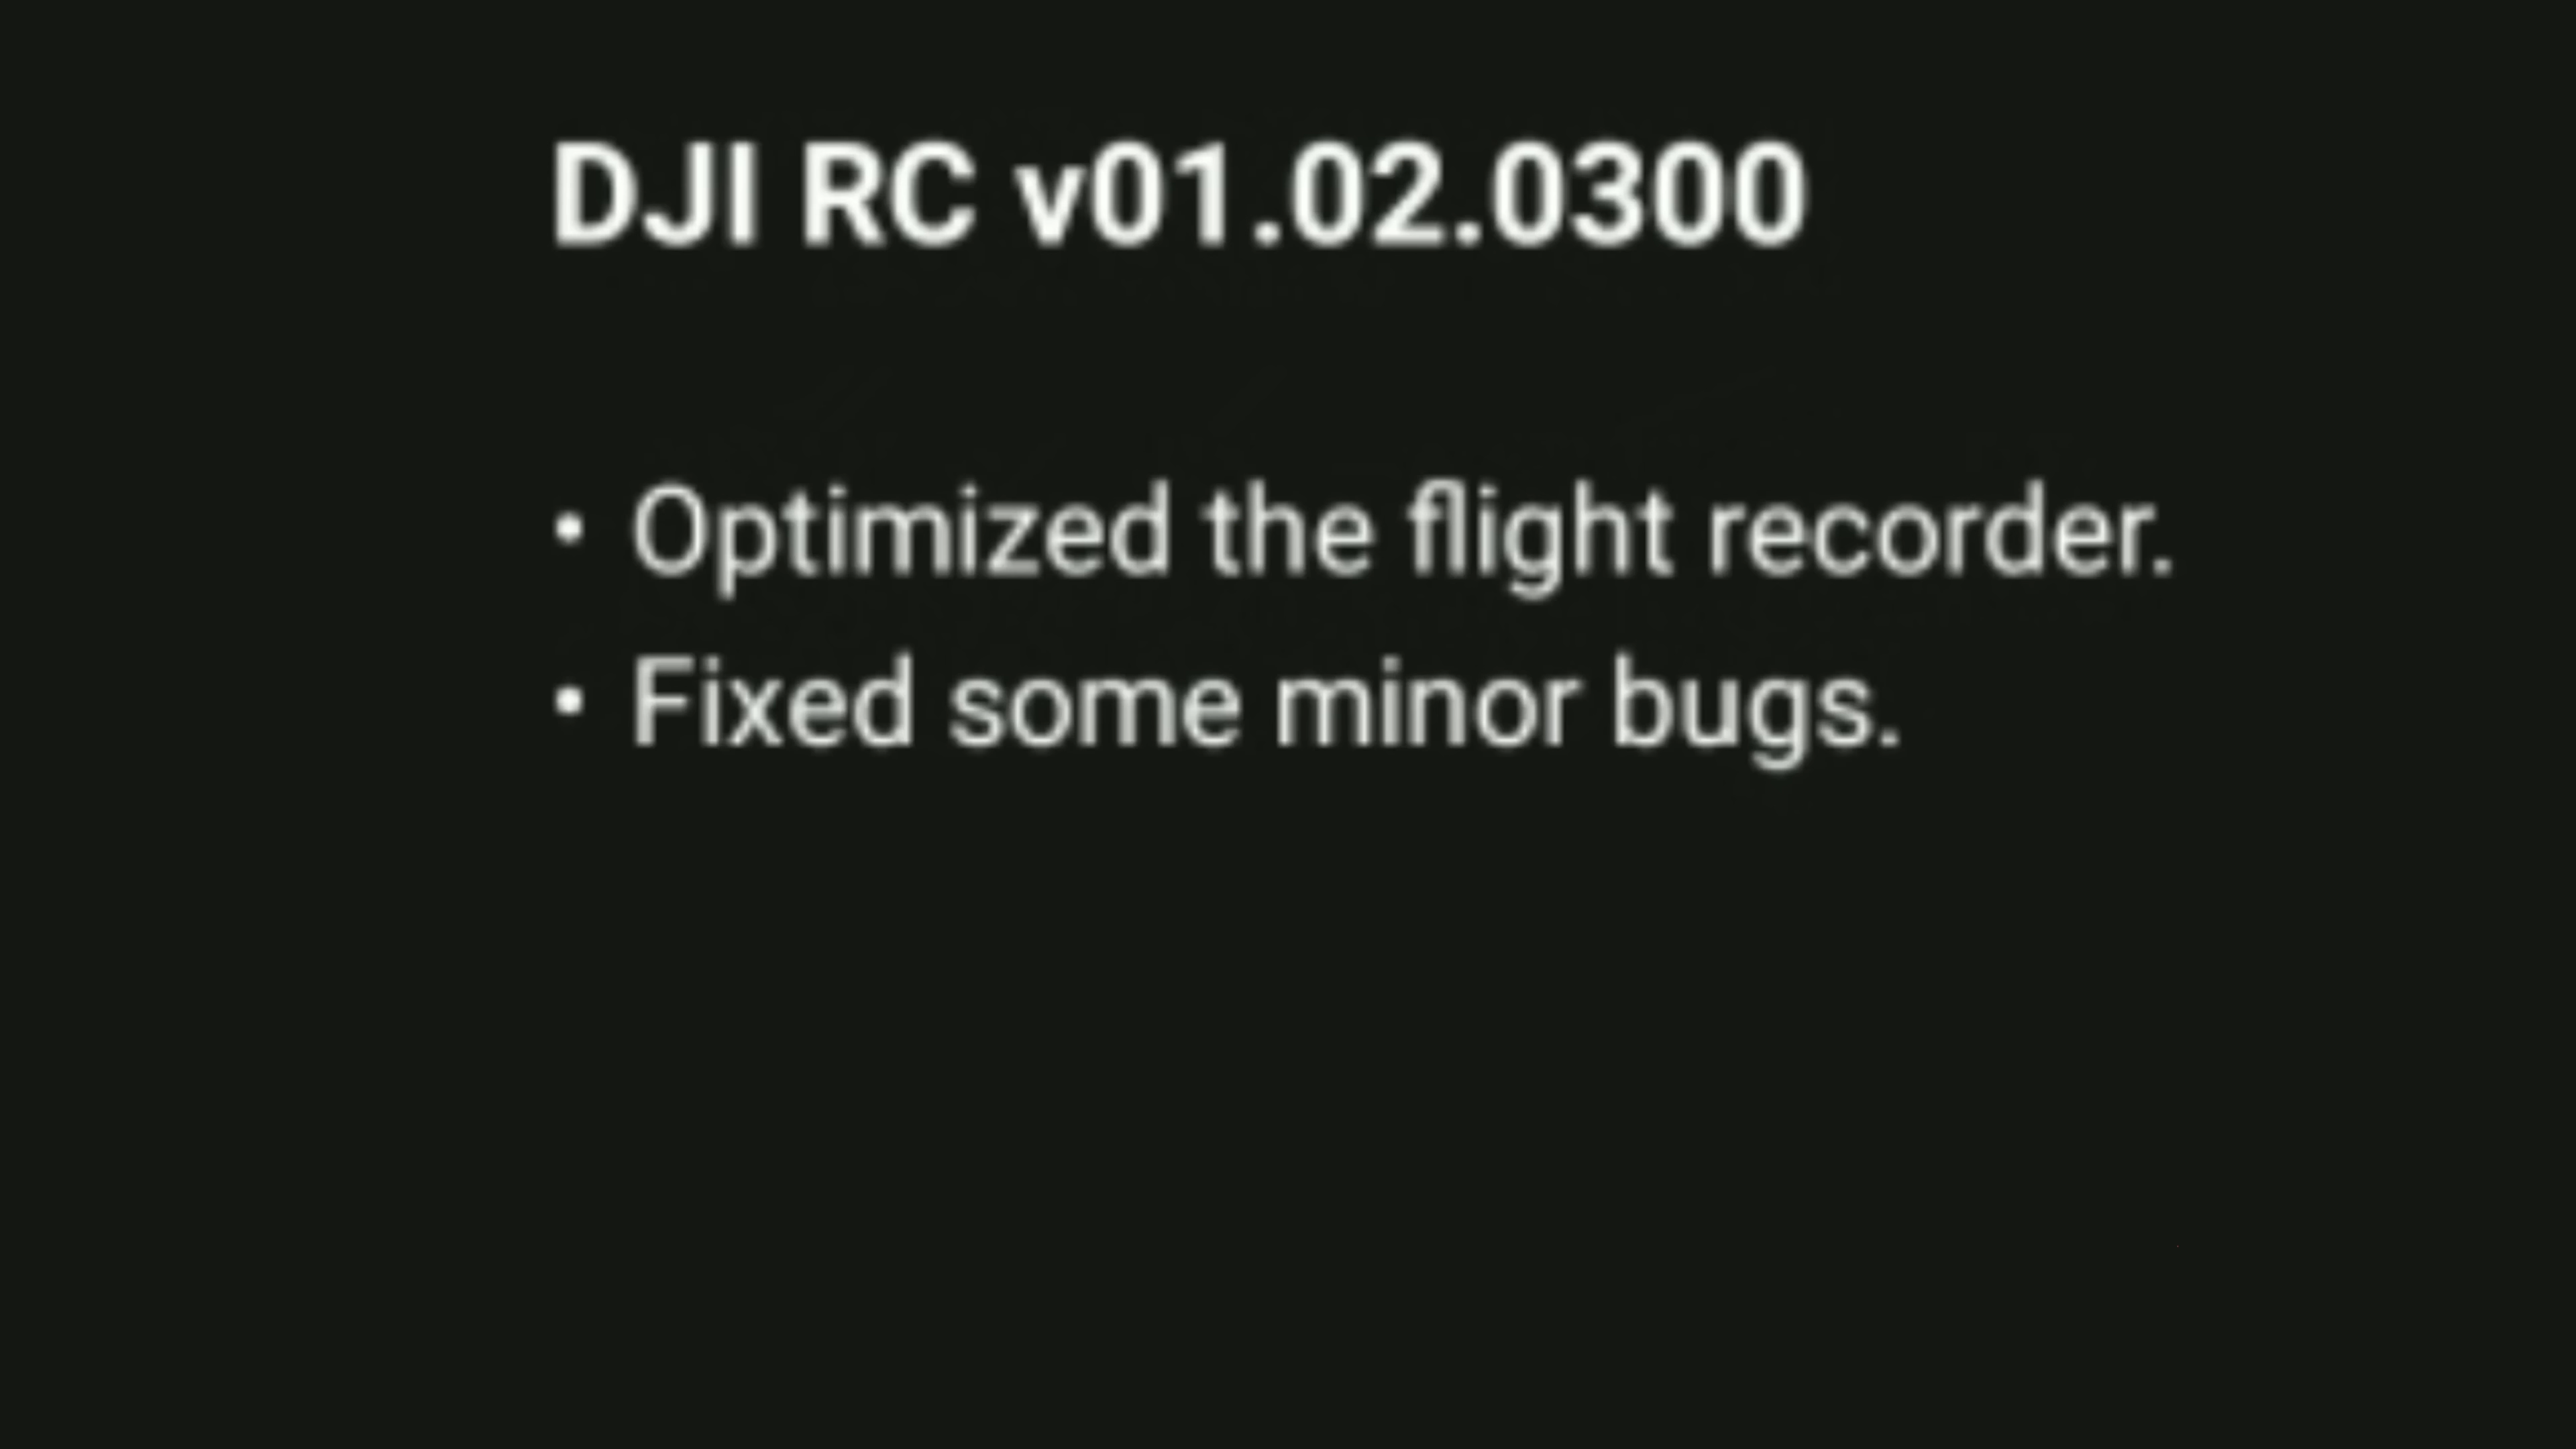 DJI RC v01.02.0300
• Optimized the flight recorder.
• Fixed some minor bugs.